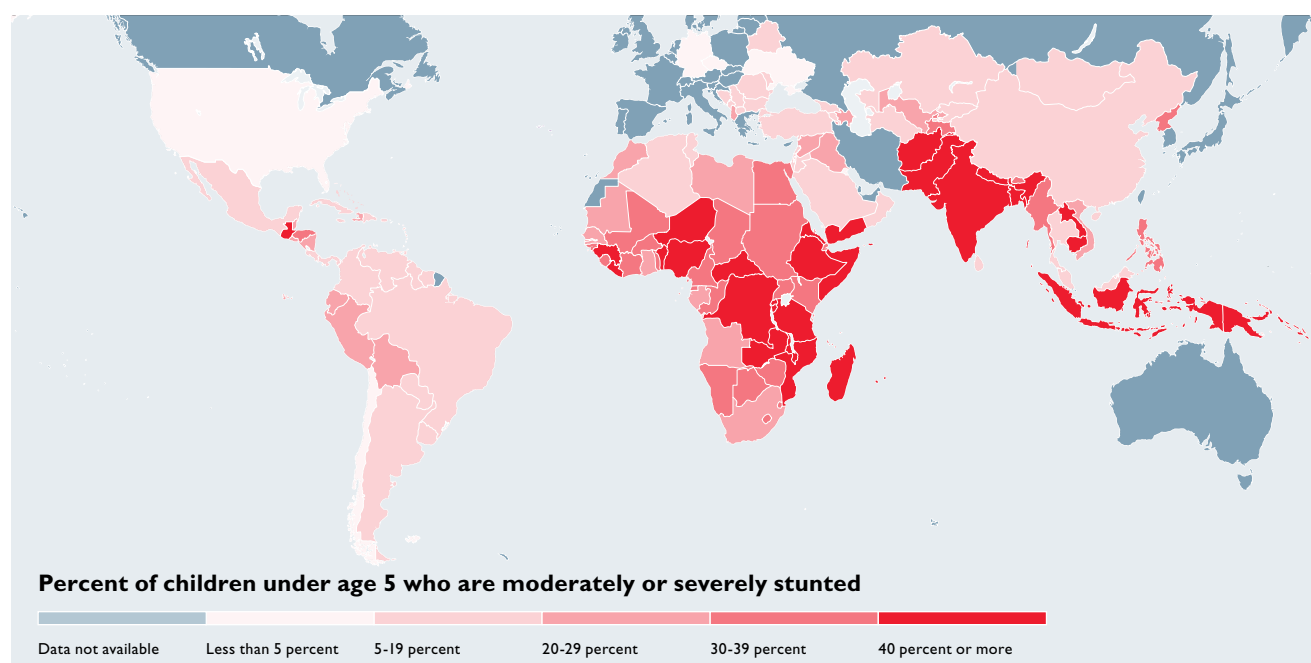 Percent of children under age 5 who are moderately or severely stunted
Data not available
Less than 5 percent
5-19 percent
20-29 percent
30-39 percent
40 percent or more